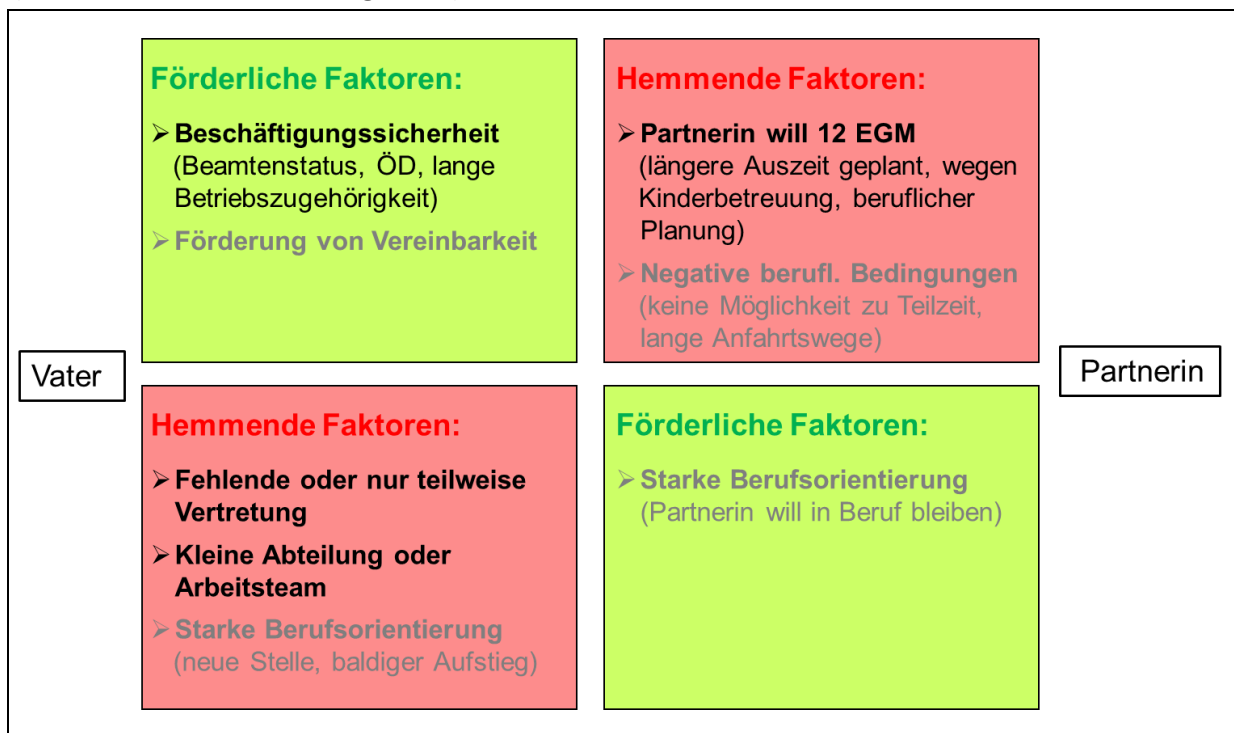 Förderliche Faktoren:
➢ Beschäftigungssicherheit
(Beamtenstatus, ÖD, lange
Betriebszugehörigkeit)
➢ Förderung von Vereinbarkeit
Hemmende Faktoren:
➢ Partnerin will 12 EGM
(längere Auszeit geplant, wegen
Kinderbetreuung, beruflicher
Planung)
➢ Negative berufl. Bedingungen
(keine Möglichkeit zu Teilzeit,
lange Anfahrtswege)
Vater
Partnerin
Hemmende Faktoren:
➢ Fehlende oder nur teilweise
Vertretung
➢ Kleine Abteilung oder
Arbeitsteam
➢ Starke Berufsorientierung
(neue Stelle, baldiger Aufstieg)
Förderliche Faktoren:
➢ Starke Berufsorientierung
(Partnerin will in Beruf bleiben)